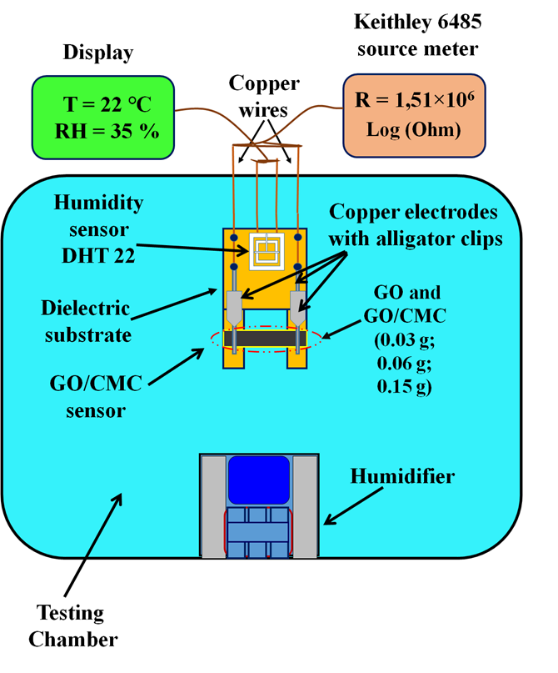 Keithley 6485
source meter
Display
Copper
wires
T = 22 °C
RH = 35 %
R = 1,51×10⁶
Log (Ohm)
Humidity
sensor
DHT 22
Copper electrodes
with alligator clips
Dielectric
substrate
GO and
GO/CMC
(0.03 g;
0.06 g;
0.15 g)
GO/CMC
sensor
Humidifier
Testing
Chamber